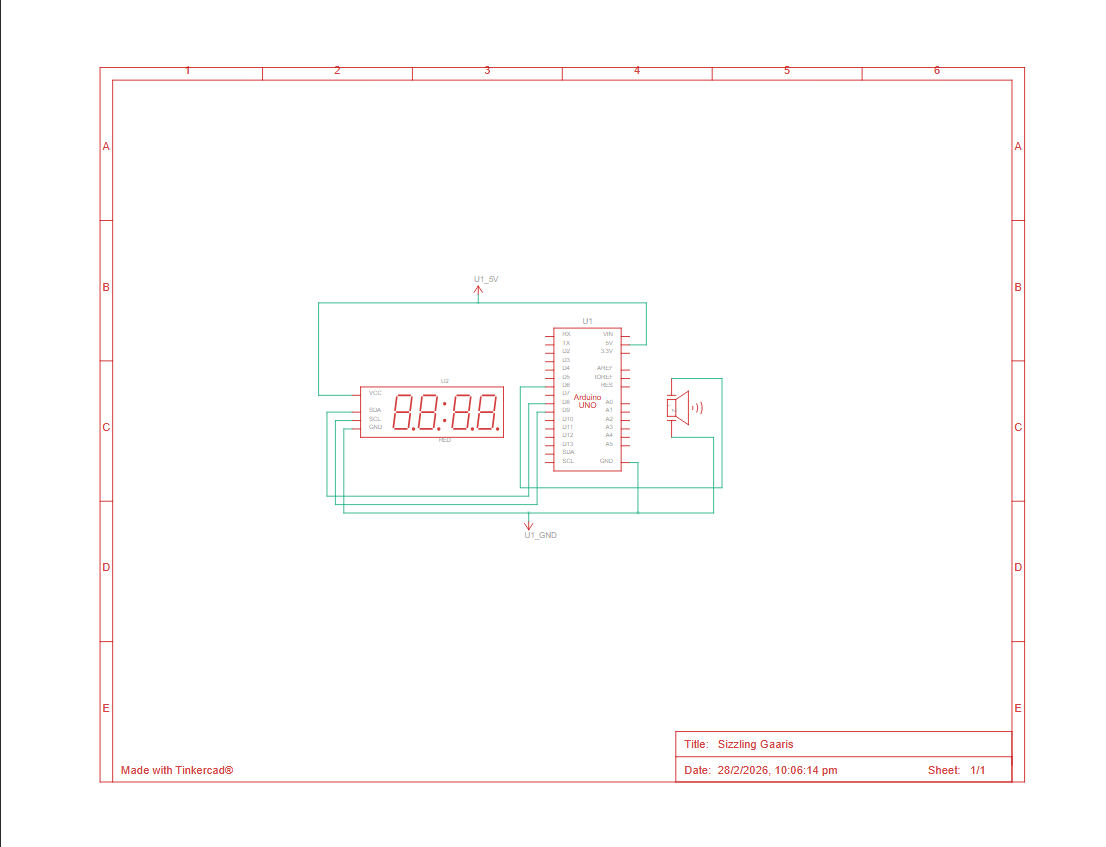 1 2 3 4 5 6
A A
B B
U1_5V
U1
RX VIN
TX 5V
D2 3.3V
D3
D4 AREF
D5 IOREF
D6 RES
D7
Arduino
UNO
D8 A0
D9 A1
D10 A2
D11 A3
D12 A4
D13 A5
SDA
SCL GND
U2
VCC
SDA
SCL
GND
88:88.
RED
C C
U1_GND
D D
E E
Title: Sizzling Gaaris
Date: 28/2/2026, 10:06:14 pm Sheet: 1/1
Made with Tinkercad®